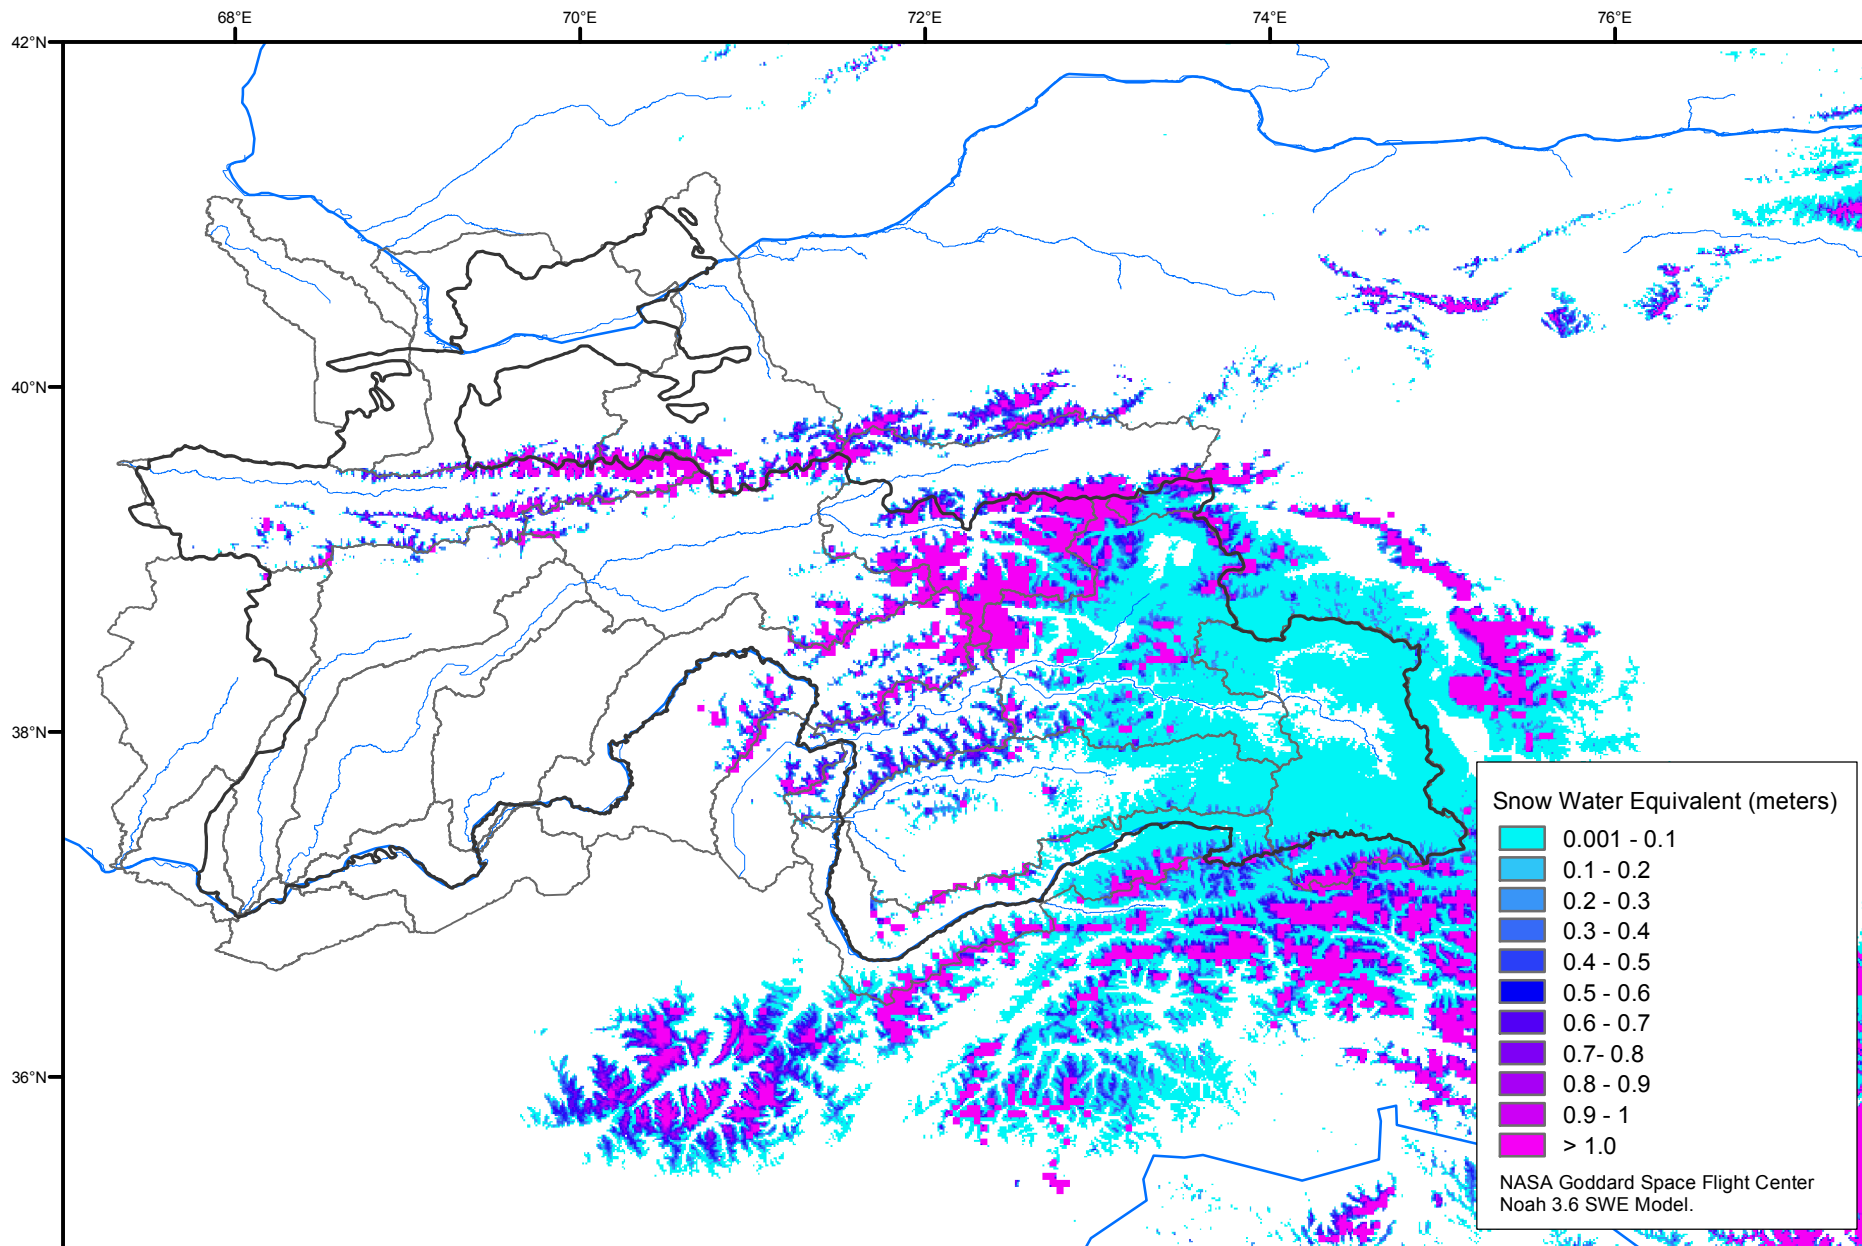 68°E 70°E 72°E 74°E 76°E
42°N
40°N
38°N
36°N
Snow Water Equivalent (meters)
0.001 - 0.1
0.1 - 0.2
0.2 - 0.3
0.3 - 0.4
0.4 - 0.5
0.5 - 0.6
0.6 - 0.7
0.7- 0.8
0.8 - 0.9
0.9 - 1
> 1.0
NASA Goddard Space Flight Center
Noah 3.6 SWE Model.